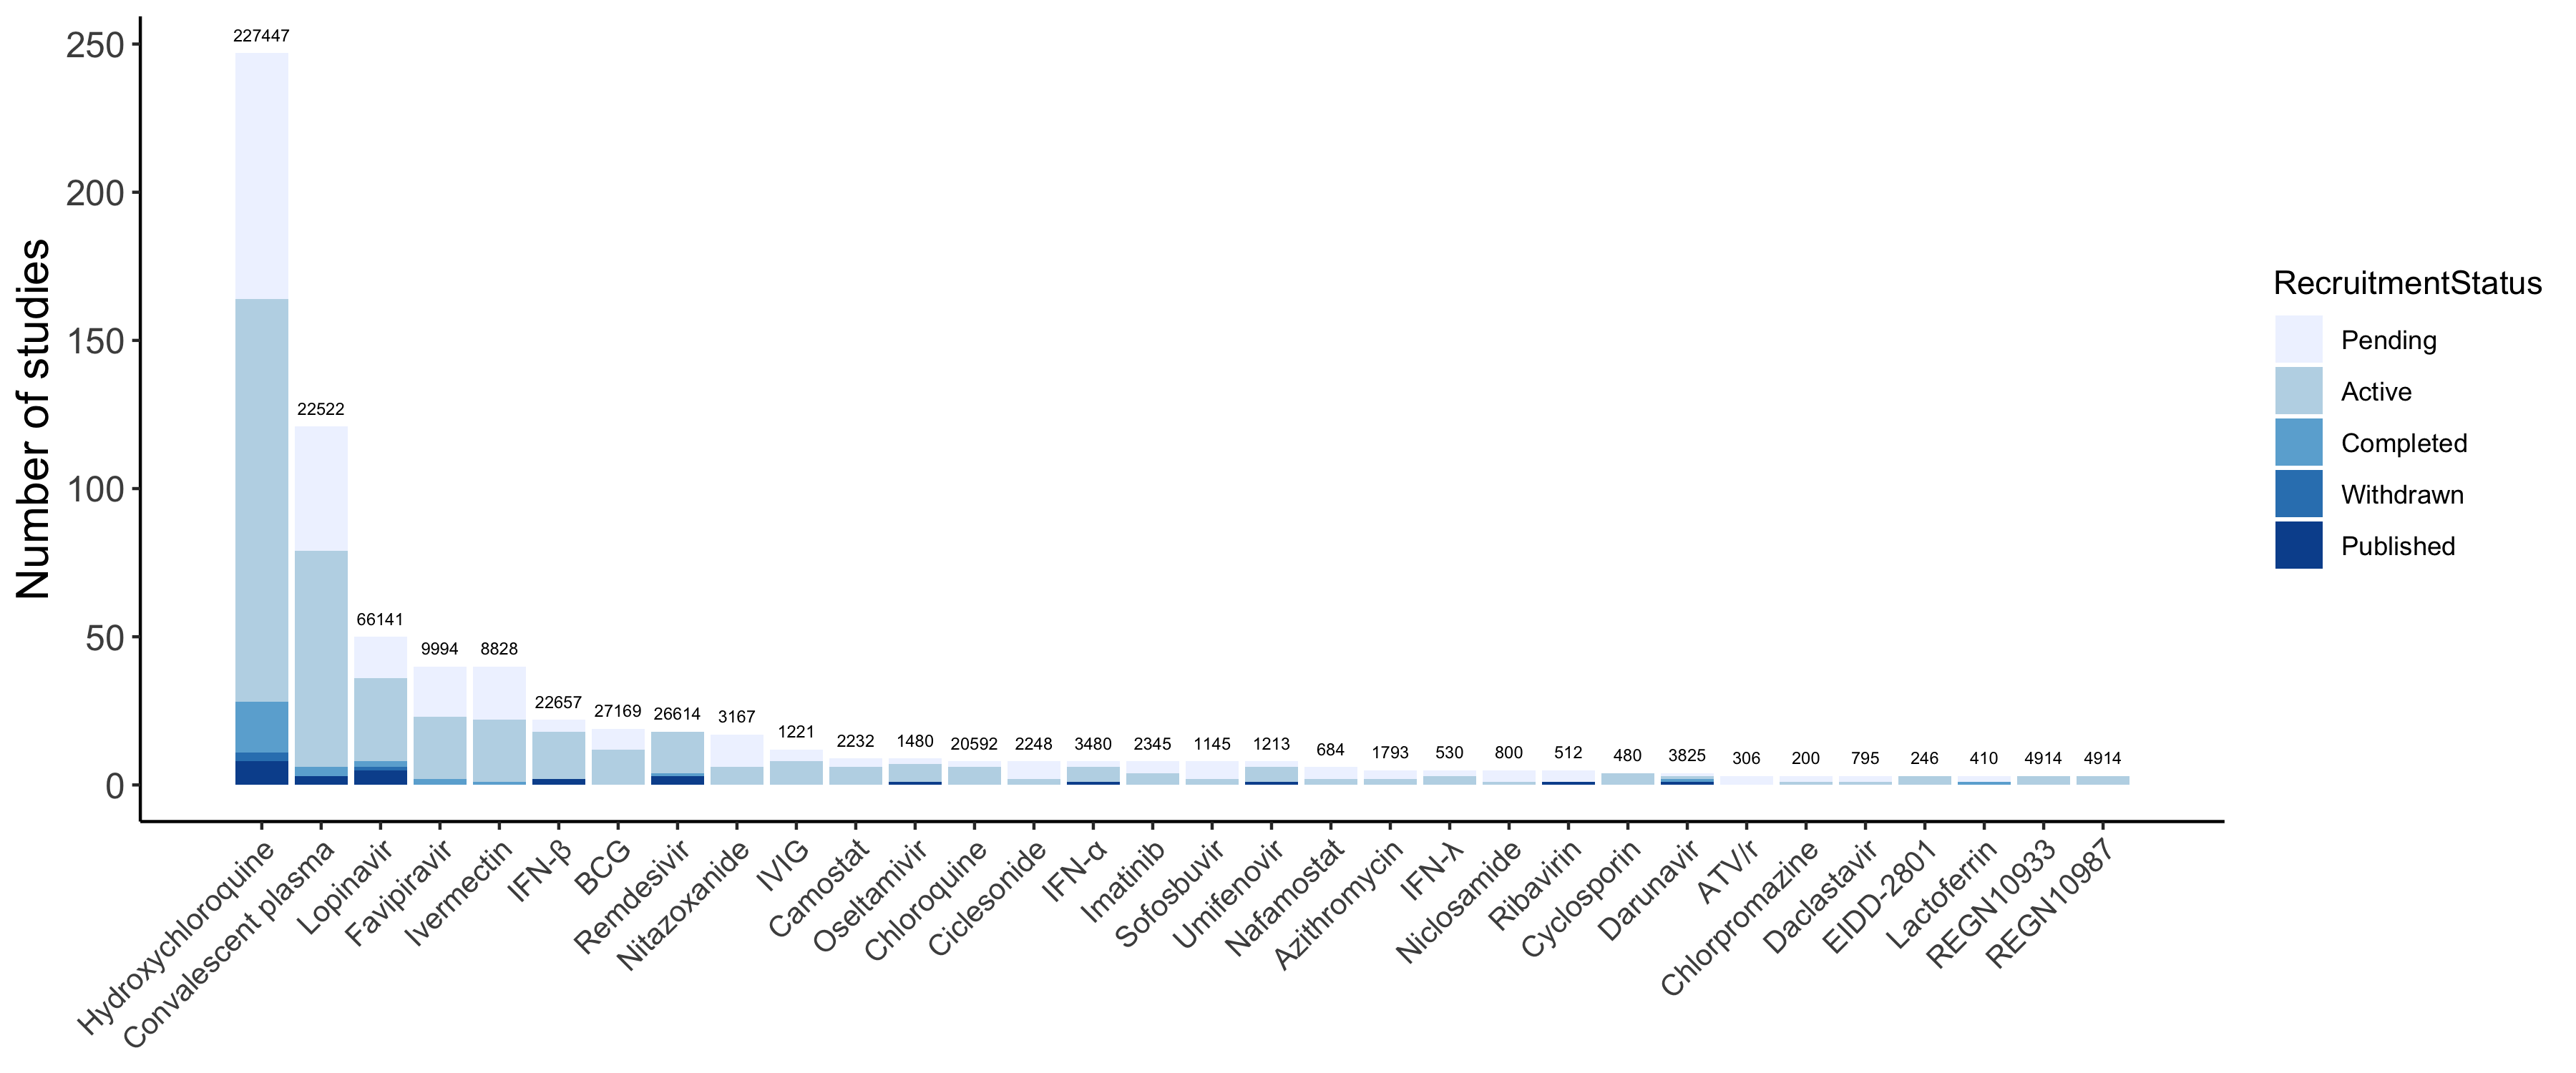 Number of studies
250
200
150
100
50
0
227447
22522
66141
9994
8828
22657
27169
26614
3167
1221
2232
1480
20592
2248
3480
2345
1145
1213
684
1793
530
800
512
480
3825
306
200
795
246
410
4914
4914
Hydroxychloroquine
Convalescent plasma
Lopinavir
Favipiravir
Ivermectin
IFN-β
BCG
Remdesivir
Nitazoxanide
IVIG
Camostat
Oseltamivir
Chloroquine
Ciclesonide
IFN-α
Imatinib
Sofosbuvir
Umifenovir
Nafamostat
Azithromycin
IFN-λ
Niclosamide
Ribavirin
Cyclosporin
Darunavir
ATV/r
Chlorpromazine
Daclastavir
EIDD-2801
Lactoferrin
REGN10933
REGN10987
RecruitmentStatus
Pending
Active
Completed
Withdrawn
Published